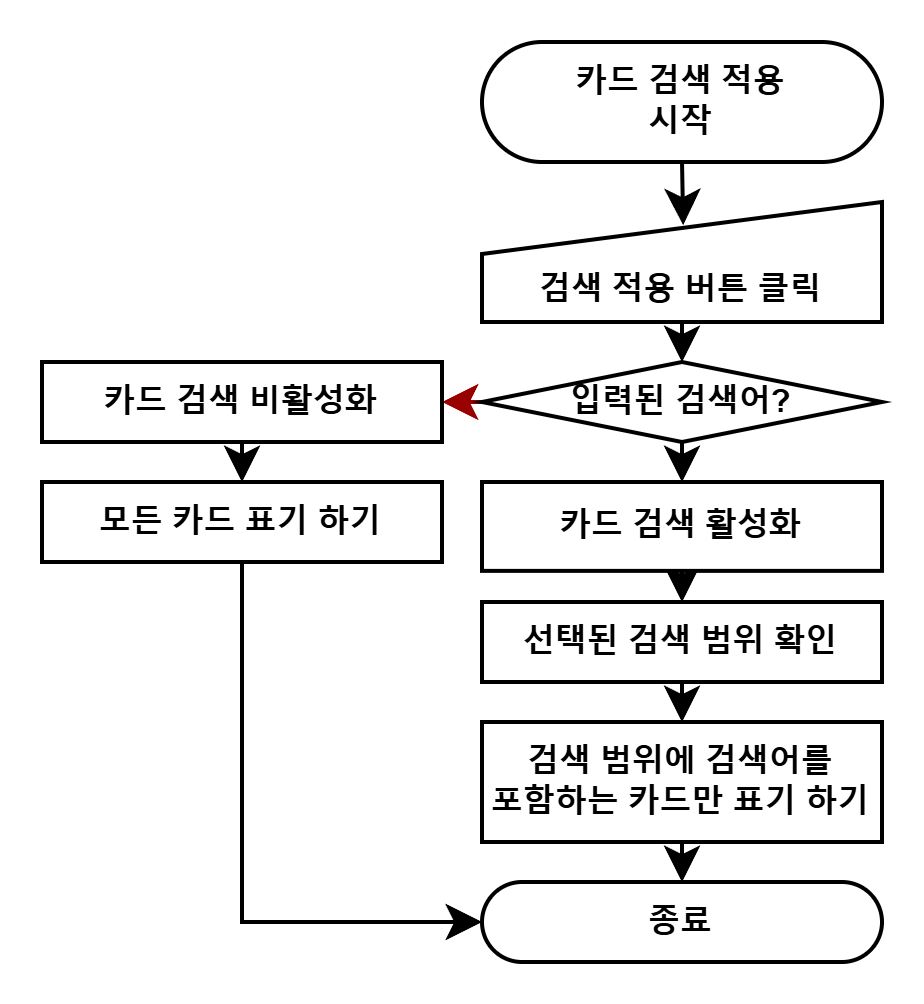 카드 검색 적용
시작
검색 적용 버튼 클릭
입력된 검색어?
카드 검색 비활성화
모든 카드 표기 하기
카드 검색 활성화
선택된 검색 범위 확인
검색 범위에 검색어를
포함하는 카드만 표기 하기
종료